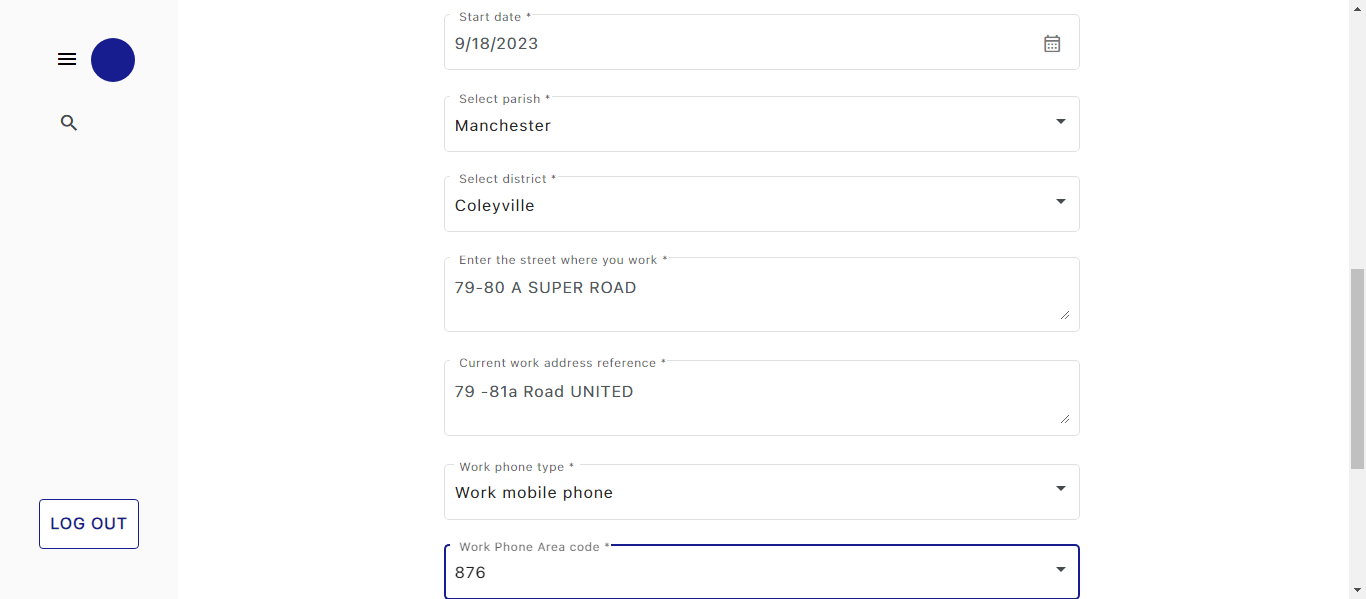 Start date *
9/18/2023
Select parish *
Manchester
Select district *
Coleyville
Enter the street where you work *
79-80 A SUPER ROAD
Current work address reference *
79 -81a Road UNITED
Work phone type *
Work mobile phone
LOG OUT
Work Phone Area code *
876